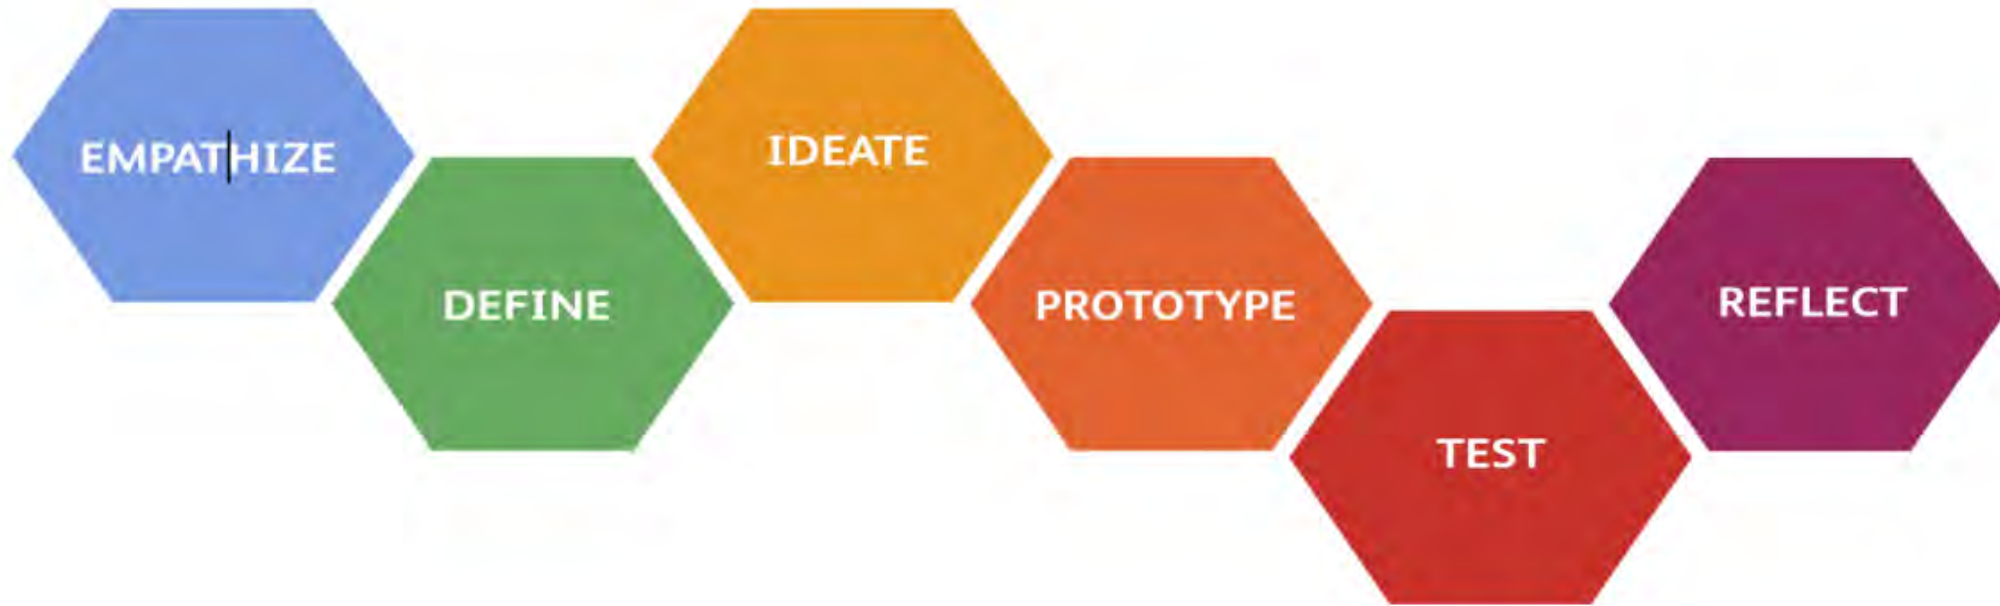 EMPATHIZE
DEFINE
IDEATE
PROTOTYPE
TEST
REFLECT